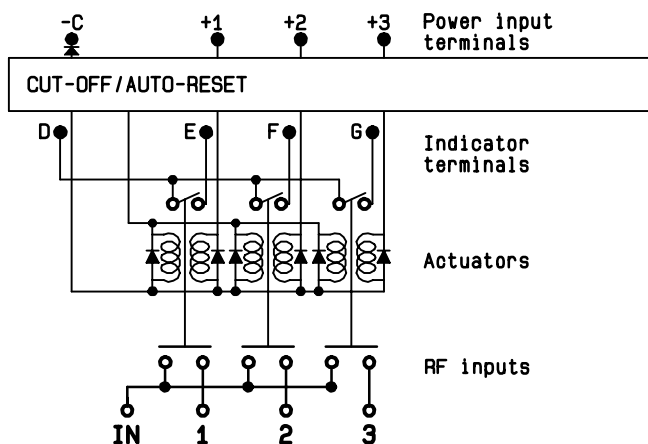 -C +1 +2 +3 Power input
terminals
CUT-OFF/AUTO-RESET
D E F G Indicator
terminals
Actuators
RF inputs
IN 1 2 3